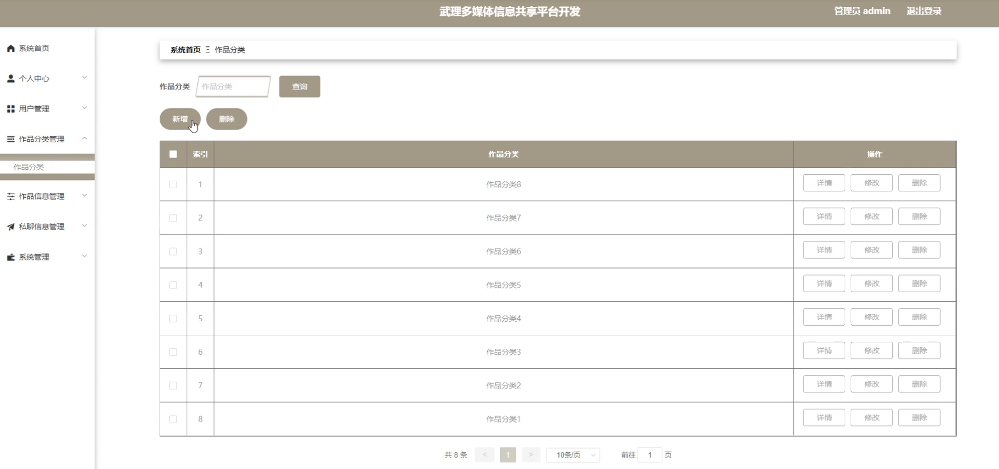 武理多媒体信息共享平台开发
管理员 admin 退出登录
系统首页
个人中心
用户管理
作品分类管理
作品分类
作品信息管理
私聊信息管理
系统管理
系统首页 Ξ 作品分类
作品分类 作品分类 查询
新增 删除
索引 作品分类 操作
1 作品分类8 详情 修改 删除
2 作品分类7 详情 修改 删除
3 作品分类6 详情 修改 删除
4 作品分类5 详情 修改 删除
5 作品分类4 详情 修改 删除
6 作品分类3 详情 修改 删除
7 作品分类2 详情 修改 删除
8 作品分类1 详情 修改 删除
共 8 条 < 1 > 10条/页 前往 1 页